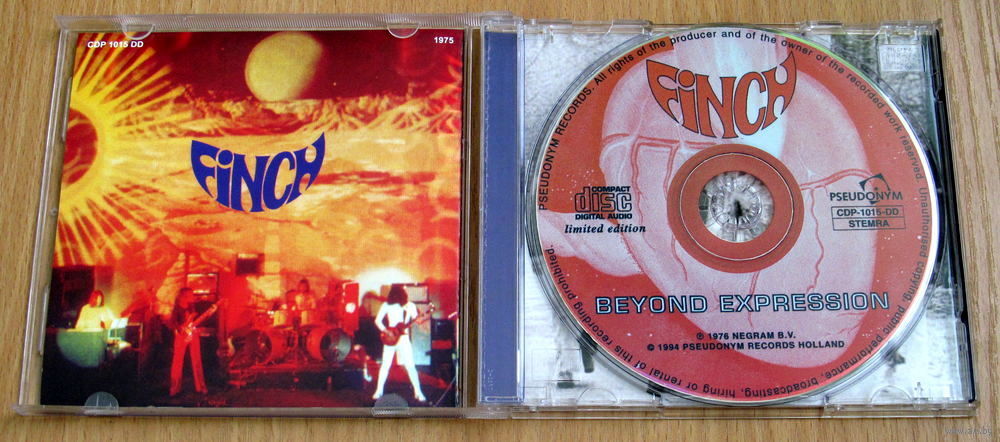 CDP 1015 DD
1975
FiNCH
FiNCH
PSEUDONYM RECORDS. All rights of the producer and of the owner of the recorded work reserved. Unauthorised copying, public performance, broadcasting, hiring or rental of this recording prohibited.
COMPACT
disc
DIGITAL AUDIO
limited edition
PSEUDONYM
CDP-1015-DD
STEMRA
BEYOND EXPRESSION
℗ 1976 NEGRAM B.V.
© 1994 PSEUDONYM RECORDS HOLLAND